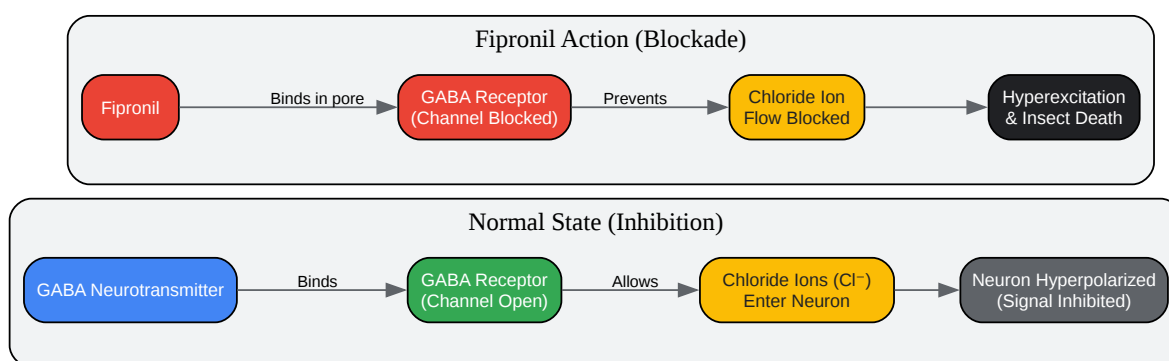 Fipronil Action (Blockade)
Fipronil
Binds in pore
GABA Receptor
(Channel Blocked)
Prevents
Chloride Ion
Flow Blocked
Hyperexcitation
& Insect Death
Normal State (Inhibition)
GABA Neurotransmitter
Binds
GABA Receptor
(Channel Open)
Allows
Chloride Ions (Cl⁻)
Enter Neuron
Neuron Hyperpolarized
(Signal Inhibited)